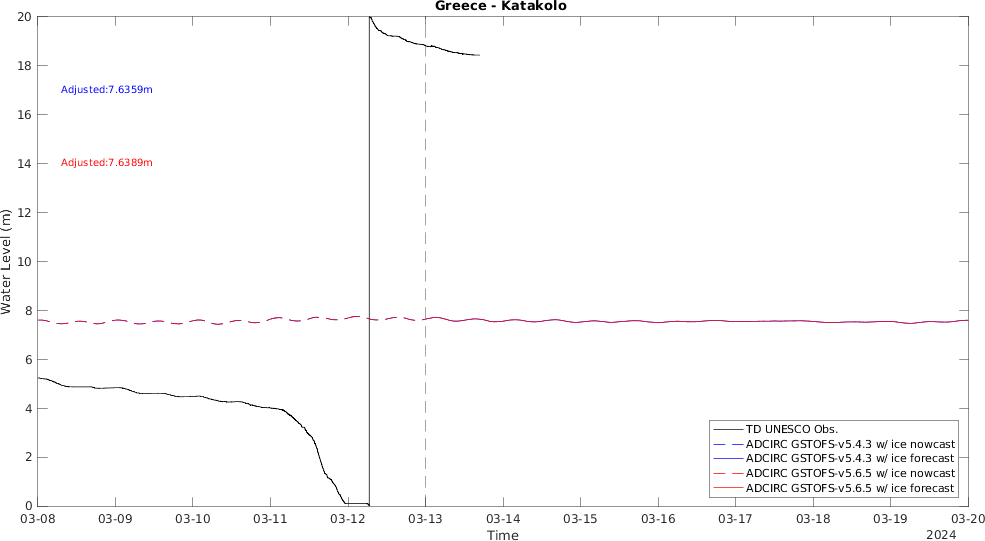 Greece - Katakolo
20
18
16
14
12
10
8
6
4
2
0
Water Level (m)
Adjusted:7.6359m
Adjusted:7.6389m
TD UNESCO Obs.
ADCIRC GSTOFS-v5.4.3 w/ ice nowcast
ADCIRC GSTOFS-v5.4.3 w/ ice forecast
ADCIRC GSTOFS-v5.6.5 w/ ice nowcast
ADCIRC GSTOFS-v5.6.5 w/ ice forecast
03-08 03-09 03-10 03-11 03-12 03-13 03-14 03-15 03-16 03-17 03-18 03-19 03-20
Time
2024